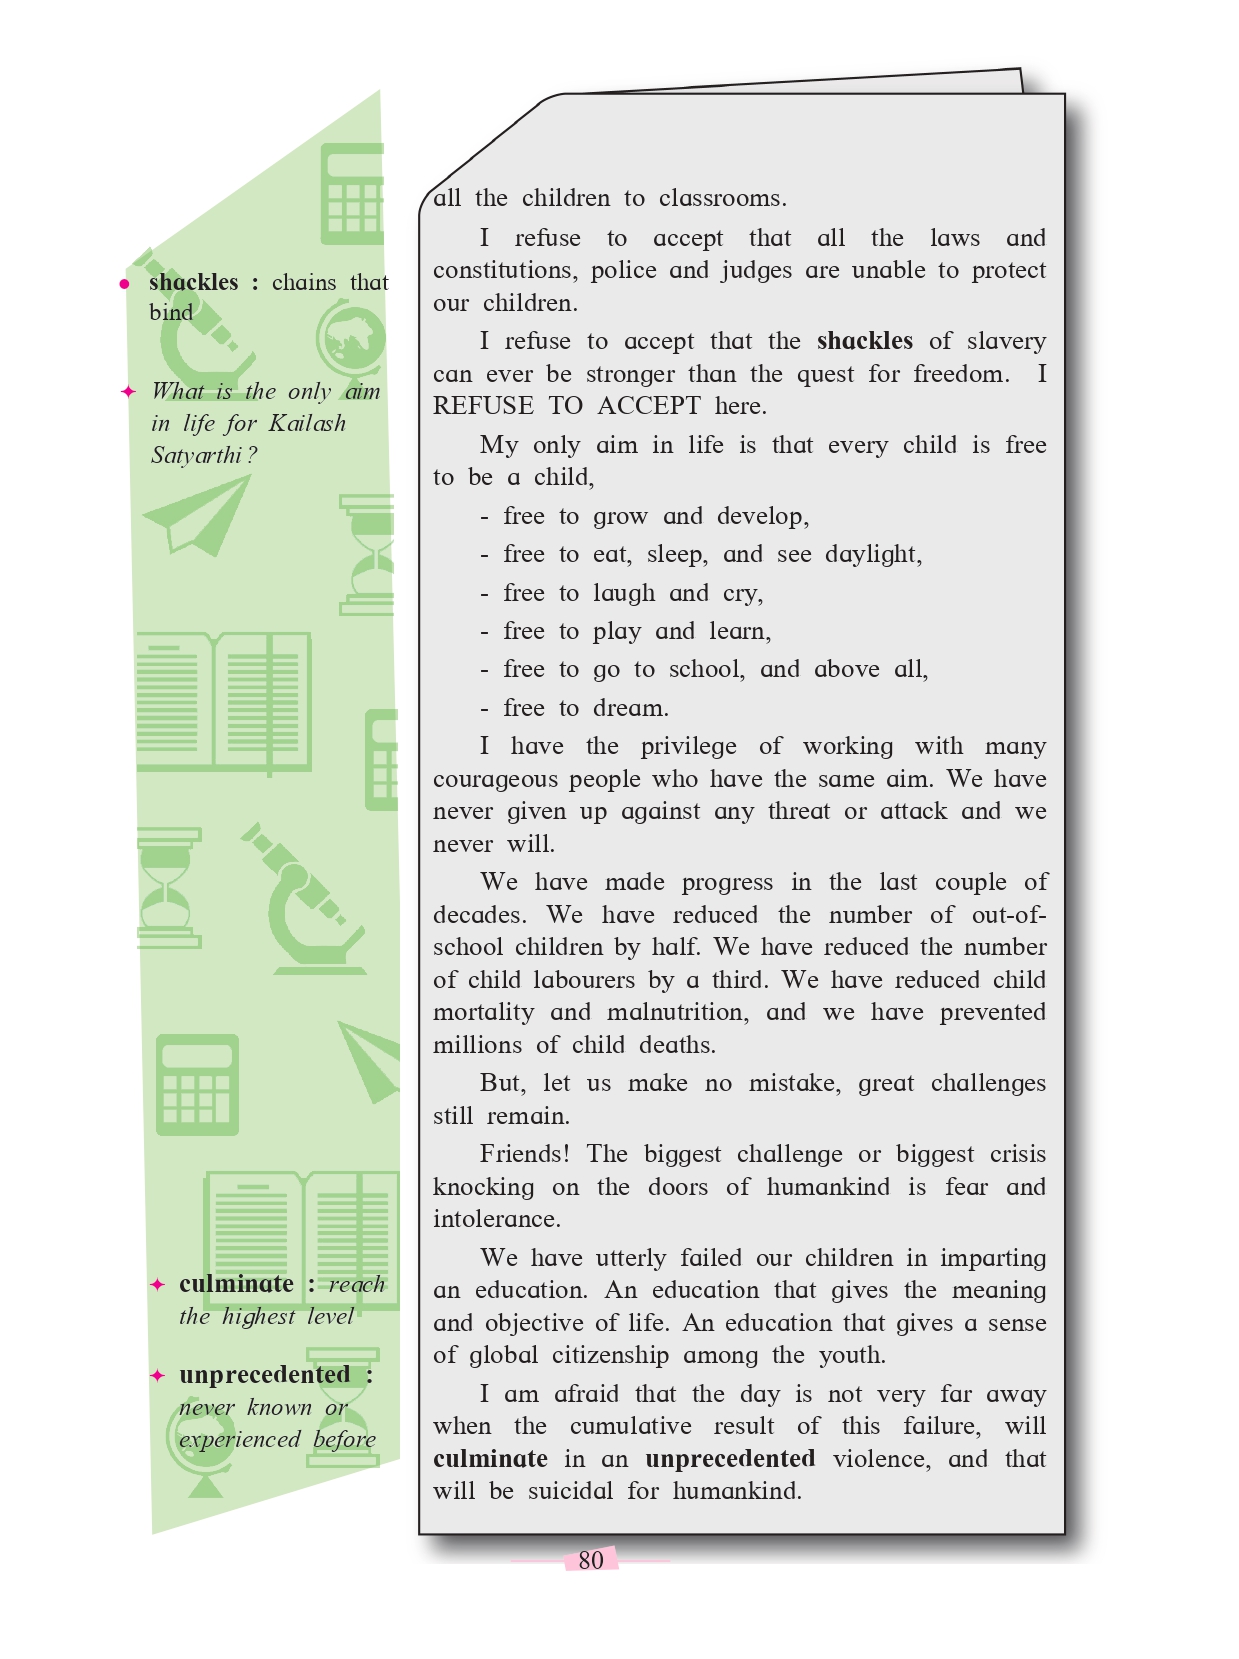 shackles : chains that
bind
What is the only aim
in life for Kailash
Satyarthi ?
culminate : reach
the highest level
unprecedented :
never known or
experienced before
all the children to classrooms.
I refuse to accept that all the laws and
constitutions, police and judges are unable to protect
our children.
I refuse to accept that the shackles of slavery
can ever be stronger than the quest for freedom. I
REFUSE TO ACCEPT here.
My only aim in life is that every child is free
to be a child,
- free to grow and develop,
- free to eat, sleep, and see daylight,
- free to laugh and cry,
- free to play and learn,
- free to go to school, and above all,
- free to dream.
I have the privilege of working with many
courageous people who have the same aim. We have
never given up against any threat or attack and we
never will.
We have made progress in the last couple of
decades. We have reduced the number of out-of-
school children by half. We have reduced the number
of child labourers by a third. We have reduced child
mortality and malnutrition, and we have prevented
millions of child deaths.
But, let us make no mistake, great challenges
still remain.
Friends! The biggest challenge or biggest crisis
knocking on the doors of humankind is fear and
intolerance.
We have utterly failed our children in imparting
an education. An education that gives the meaning
and objective of life. An education that gives a sense
of global citizenship among the youth.
I am afraid that the day is not very far away
when the cumulative result of this failure, will
culminate in an unprecedented violence, and that
will be suicidal for humankind.
80